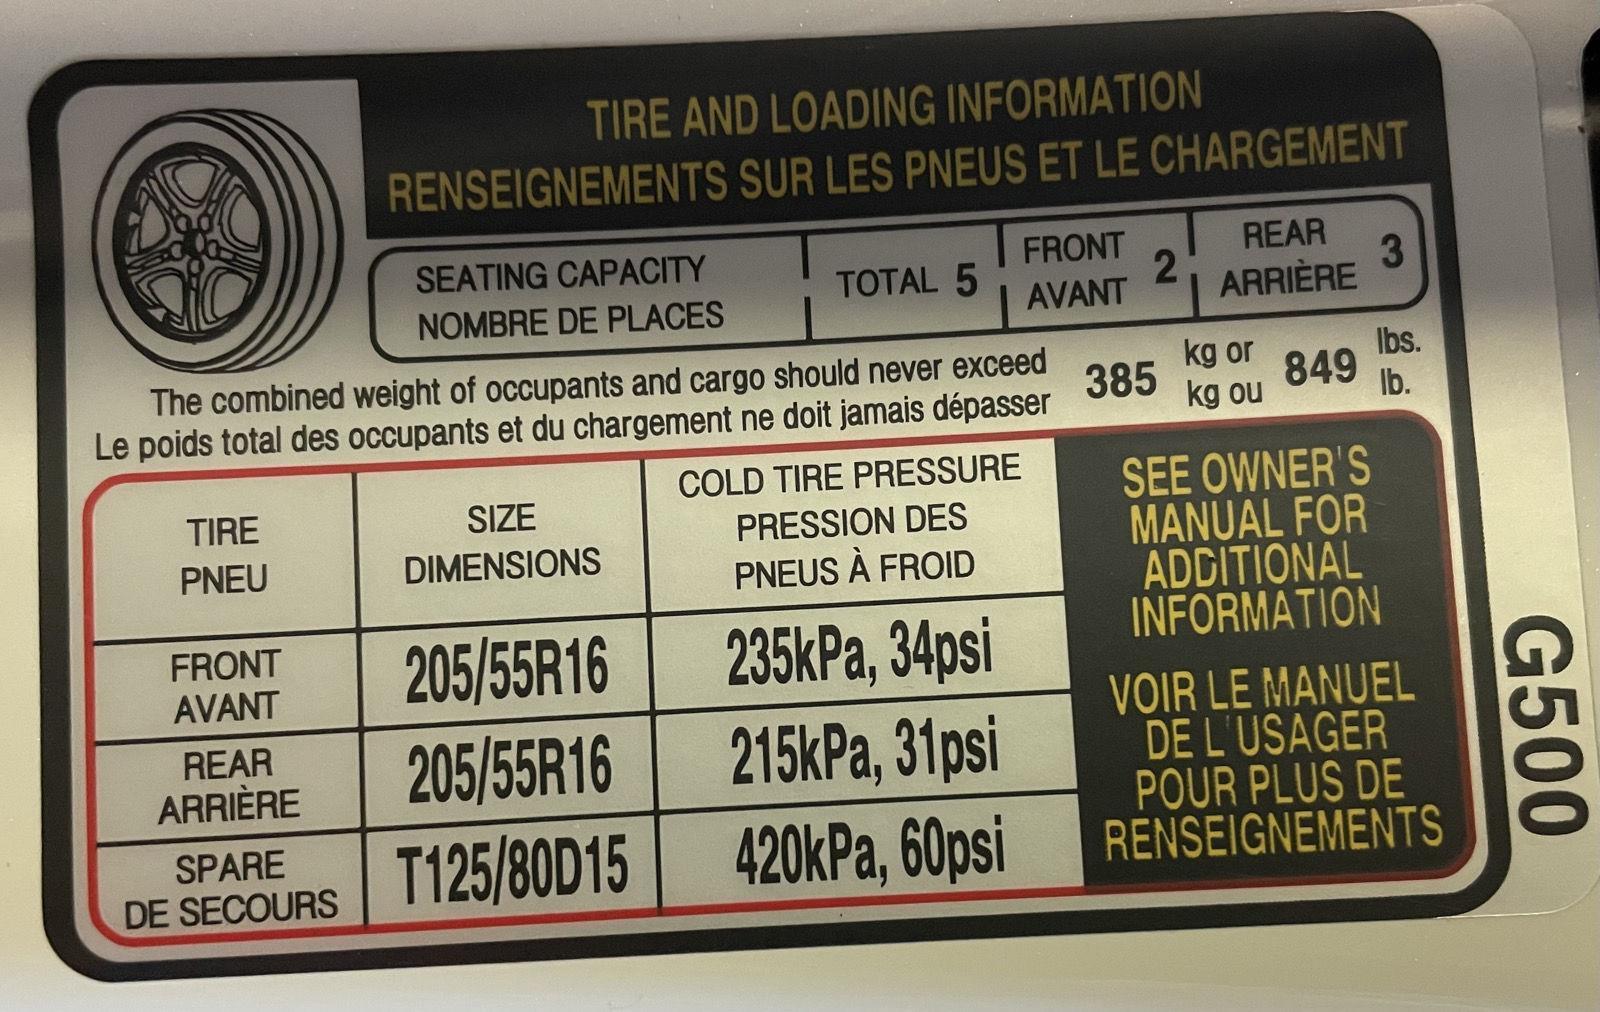 TIRE AND LOADING INFORMATION
RENSEIGNEMENTS SUR LES PNEUS ET LE CHARGEMENT
SEATING CAPACITY
NOMBRE DE PLACES
TOTAL 5
FRONT
AVANT
2
REAR
ARRIÈRE
3
The combined weight of occupants and cargo should never exceed
Le poids total des occupants et du chargement ne doit jamais dépasser
385
kg or
kg ou
849
lbs.
lb.
TIRE
PNEU
SIZE
DIMENSIONS
COLD TIRE PRESSURE
PRESSION DES
PNEUS À FROID
FRONT
AVANT
205/55R16
235kPa, 34psi
REAR
ARRIÈRE
205/55R16
215kPa, 31psi
SPARE
DE SECOURS
T125/80D15
420kPa, 60psi
SEE OWNER'S
MANUAL FOR
ADDITIONAL
INFORMATION
VOIR LE MANUEL
DE L'USAGER
POUR PLUS DE
RENSEIGNEMENTS
G500